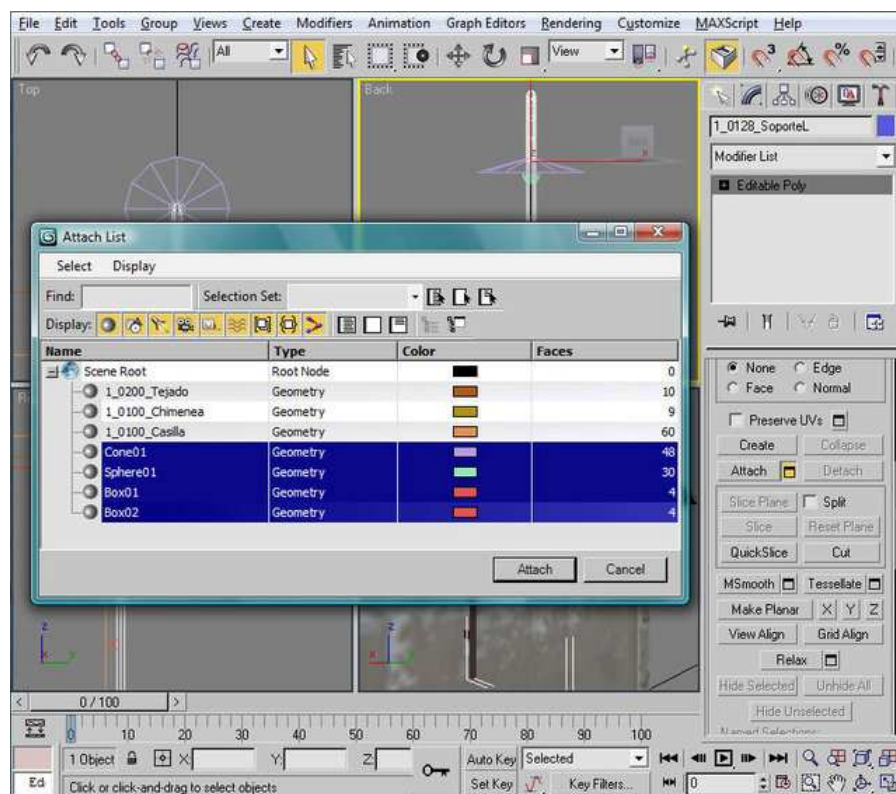 File Edit Tools Group Views Create Modifiers Animation Graph Editors Rendering Customize MAXScript Help
All View
Top Back
1_0128_SoporteL
Modifier List
Editable Poly
Attach List
Select Display
Find: Selection Set:
Display:
Name Type Color Faces
Scene Root Root Node 0
1_0200_Tejado Geometry 10
1_0100_Chimenea Geometry 9
1_0100_Casilla Geometry 60
Cone01 Geometry 48
Sphere01 Geometry 30
Box01 Geometry 4
Box02 Geometry 4
Attach Cancel
None Edge
Face Normal
Preserve UVs
Create Collapse
Attach Detach
Slice Plane Split
Slice Reset Plane
QuickSlice Cut
MSmooth Tessellate
Make Planar X Y Z
View Align Grid Align
Relax
Hide Selected Unhide All
Hide Unselected
Named Selections:
z y
z x
0 / 100
0 10 20 30 40 50 60 70 80 90 100
1 Object X: Y: Z: Auto Key Selected
Ed Click or click-and-drag to select objects Set Key Key Filters... 0